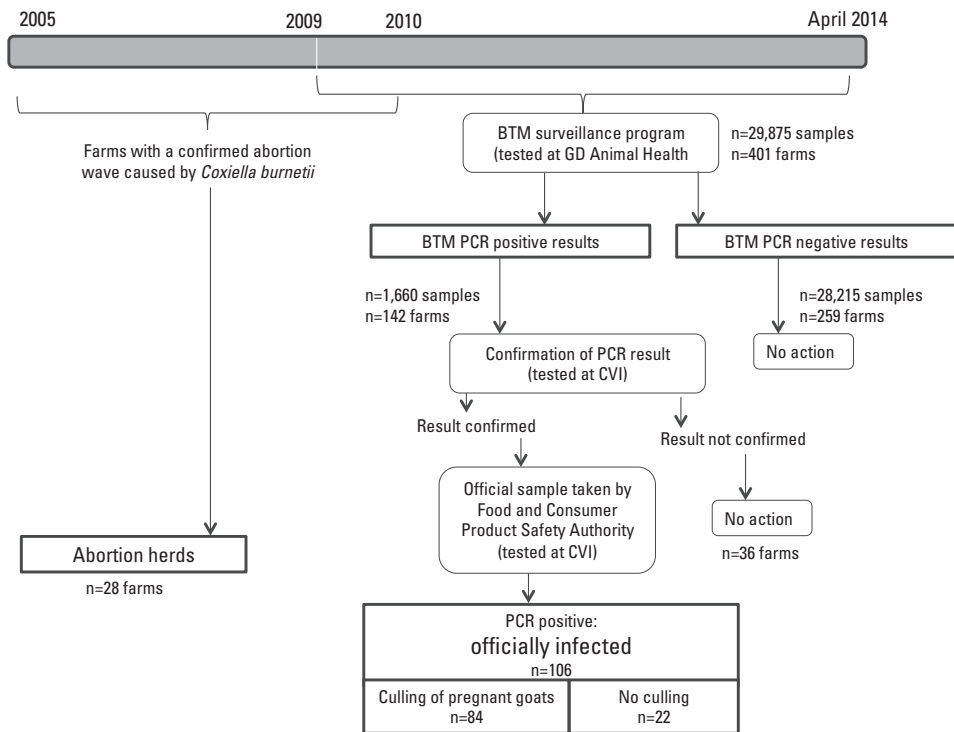 2005
2009
2010
April 2014
Farms with a confirmed abortion
wave caused by Coxiella burnetii
BTM surveillance program
(tested at GD Animal Health
n=29,875 samples
n=401 farms
BTM PCR positive results
BTM PCR negative results
n=1,660 samples
n=142 farms
n=28,215 samples
n=259 farms
Confirmation of PCR result
(tested at CVI)
No action
Result confirmed
Result not confirmed
Official sample taken by
Food and Consumer
Product Safety Authority
(tested at CVI)
No action
n=36 farms
Abortion herds
n=28 farms
PCR positive:
officially infected
n=106
Culling of pregnant goats
n=84
No culling
n=22